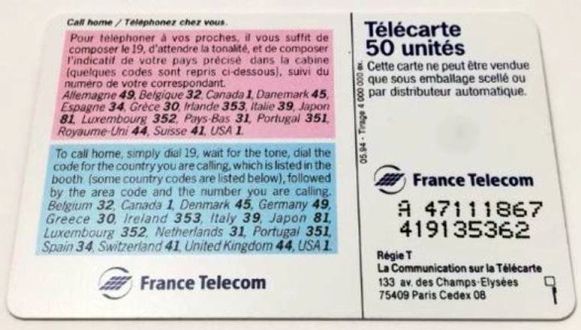 Call home / Téléphonez chez vous.
Pour téléphoner à vos proches, il vous suffit de
composer le 19, d'attendre la tonalité, et de composer
l'indicatif de votre pays précisé dans la cabine
(quelques codes sont repris ci-dessous), suivi du
numéro de votre correspondant.
Allemagne 49, Belgique 32, Canada 1, Danemark 45,
Espagne 34, Grèce 30, Irlande 353, Italie 39, Japon
81, Luxembourg 352, Pays-Bas 31, Portugal 351,
Royaume-Uni 44, Suisse 41, USA 1.
To call home, simply dial 19, wait for the tone, dial the
code for the country you are calling, which is listed in the
booth (some country codes are listed below), followed
by the area code and the number you are calling.
Belgium 32, Canada 1, Denmark 45, Germany 49,
Greece 30, Ireland 353, Italy 39, Japon 81,
Luxembourg 352, Netherlands 31, Portugal 351,
Spain 34, Switzerland 41, United Kingdom 44, USA 1.
France Telecom
05.94 - Tirage 4 000 000 ex.
Télécarte
50 unités
Cette carte ne peut être vendue
que sous emballage scellé ou
par distributeur automatique.
France Telecom
A 47111867
419135362
Régie T
La Communication sur la Télécarte
133 av. des Champs-Elysées
75409 Paris Cedex 08